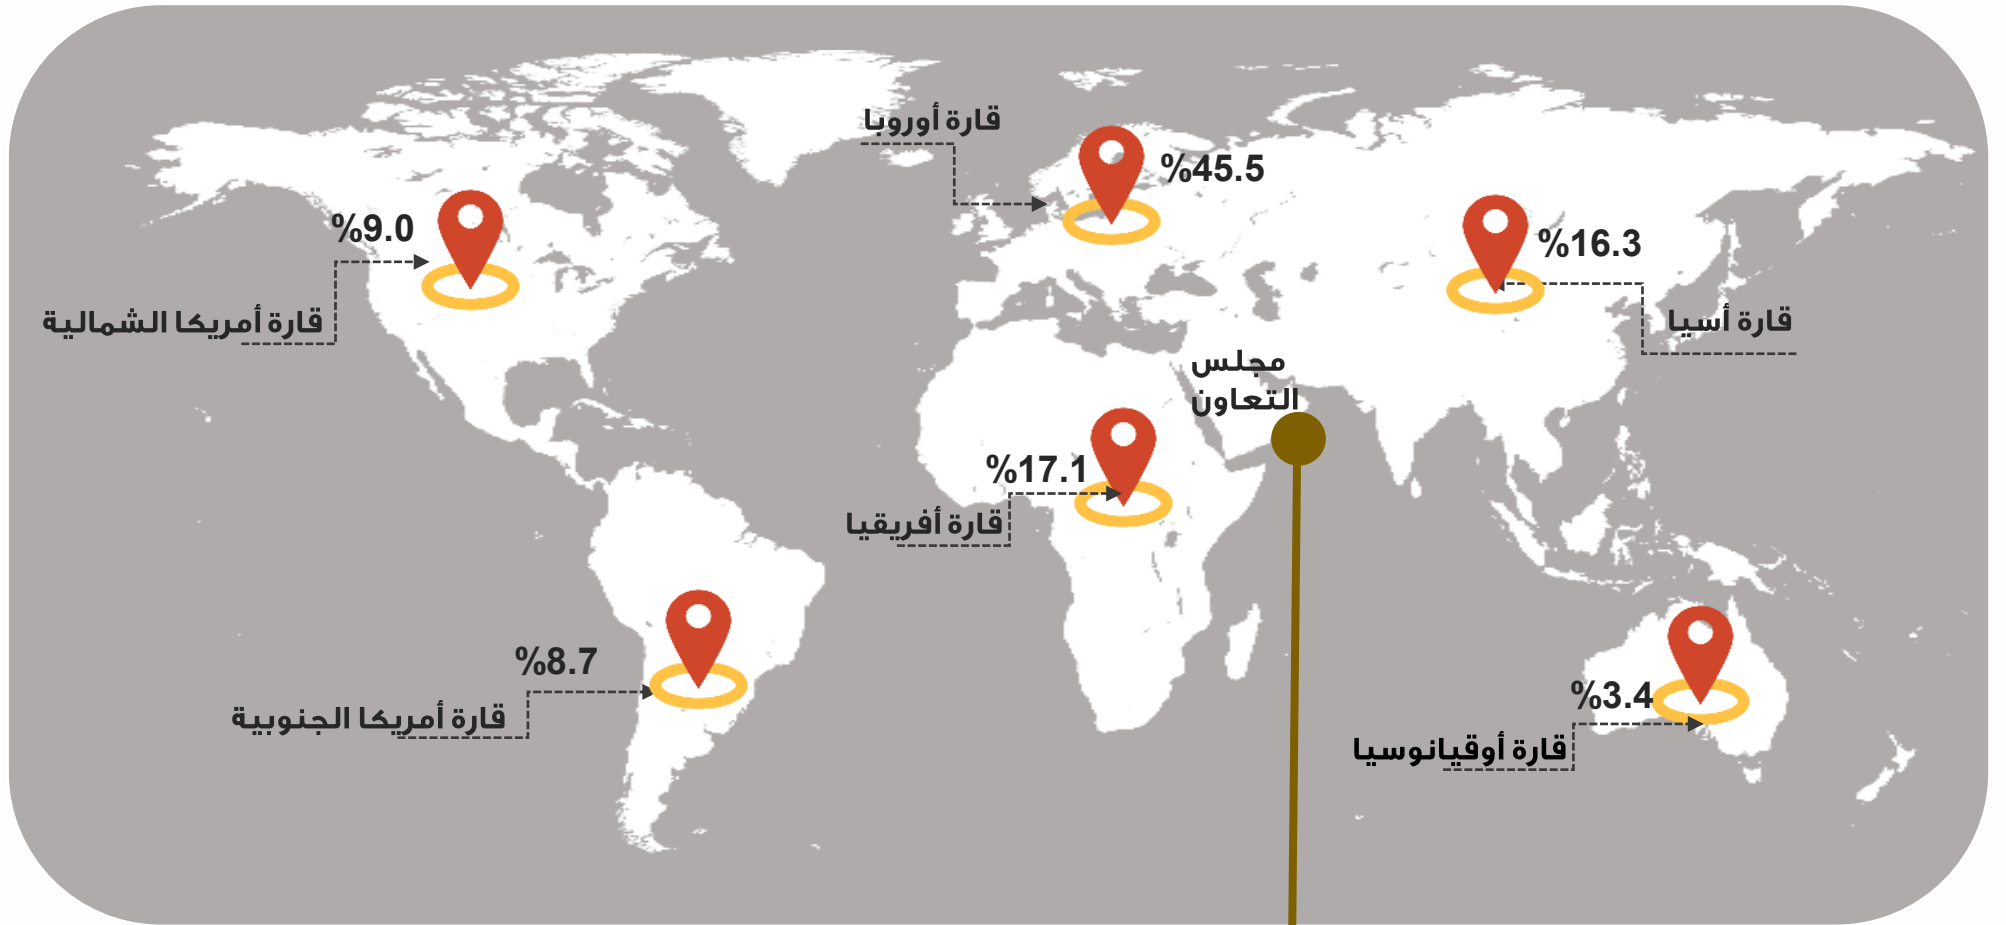 قارة أوروبا
%45.5
%9.0
قارة أمريكا الشمالية
%16.3
قارة أسيا
مجلس
التعاون
%17.1
قارة أفريقيا
%8.7
قارة أمريكا الجنوبية
%3.4
قارة أوقيانوسيا